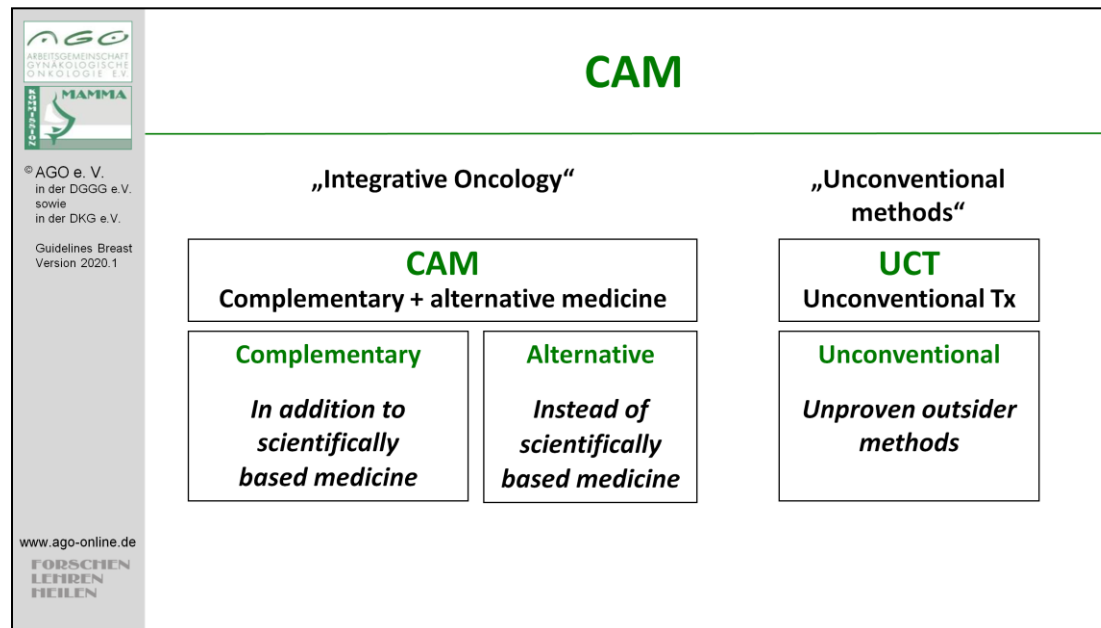 AGO
ARBEITSGEMEINSCHAFT
GYNÄKOLOGISCHE
ONKOLOGIE E.V.
KOMMISSION
MAMMA
© AGO e. V.
in der DGGG e.V.
sowie
in der DKG e.V.
Guidelines Breast
Version 2020.1
www.ago-online.de
FORSCHEN
LEHREN
HEILEN
CAM
„Integrative Oncology“
CAM
Complementary + alternative medicine
Complementary
In addition to
scientifically
based medicine
Alternative
Instead of
scientifically
based medicine
„Unconventional
methods“
UCT
Unconventional Tx
Unconventional
Unproven outsider
methods